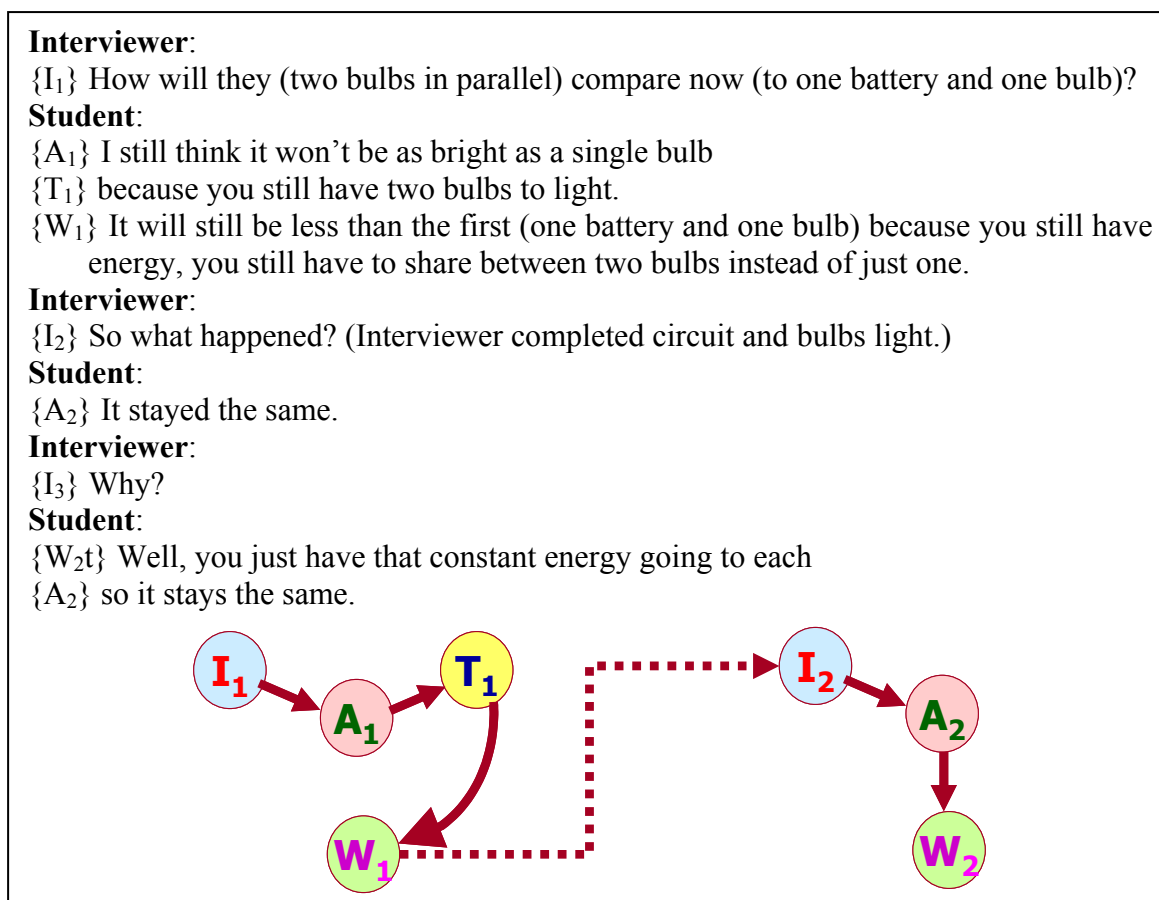 Interviewer:
{I₁} How will they (two bulbs in parallel) compare now (to one battery and one bulb)?
Student:
{A₁} I still think it won’t be as bright as a single bulb
{T₁} because you still have two bulbs to light.
{W₁} It will still be less than the first (one battery and one bulb) because you still have
energy, you still have to share between two bulbs instead of just one.
Interviewer:
{I₂} So what happened? (Interviewer completed circuit and bulbs light.)
Student:
{A₂} It stayed the same.
Interviewer:
{I₃} Why?
Student:
{W₂t} Well, you just have that constant energy going to each
{A₂} so it stays the same.
I₁
T₁
I₂
A₁
A₂
W₁
W₂